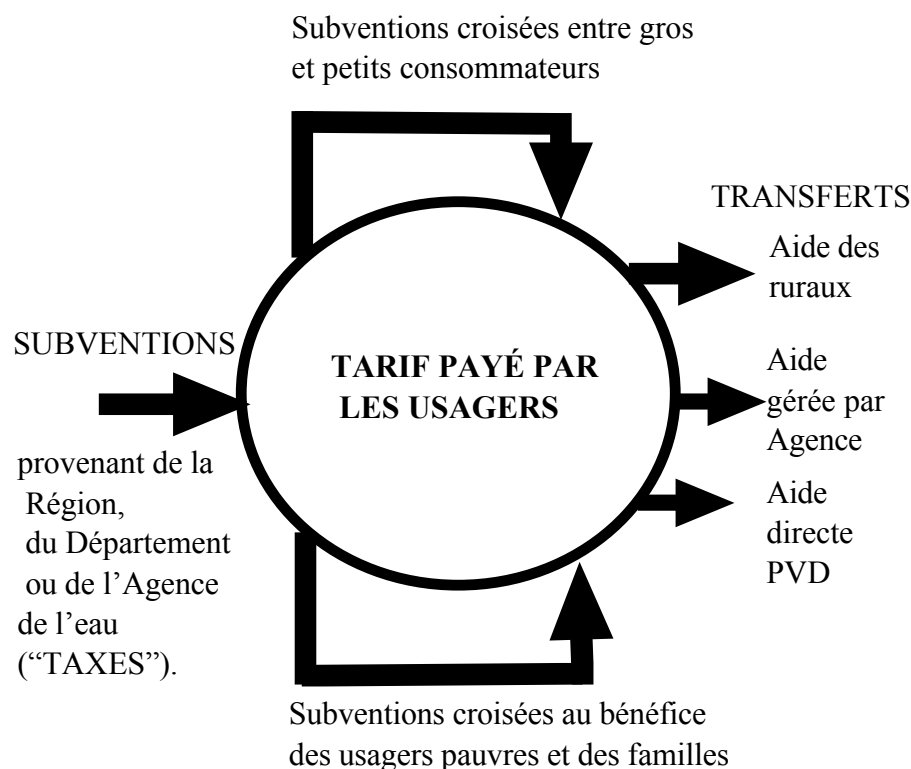 Subventions croisées entre gros
et petits consommateurs
TRANSFERTS
Aide des
ruraux
SUBVENTIONS
TARIF PAYÉ PAR
LES USAGERS
Aide
gérée par
Agence
provenant de la
Région,
du Département
ou de l’Agence
de l’eau
(“TAXES”).
Aide
directe
PVD
Subventions croisées au bénéfice
des usagers pauvres et des familles